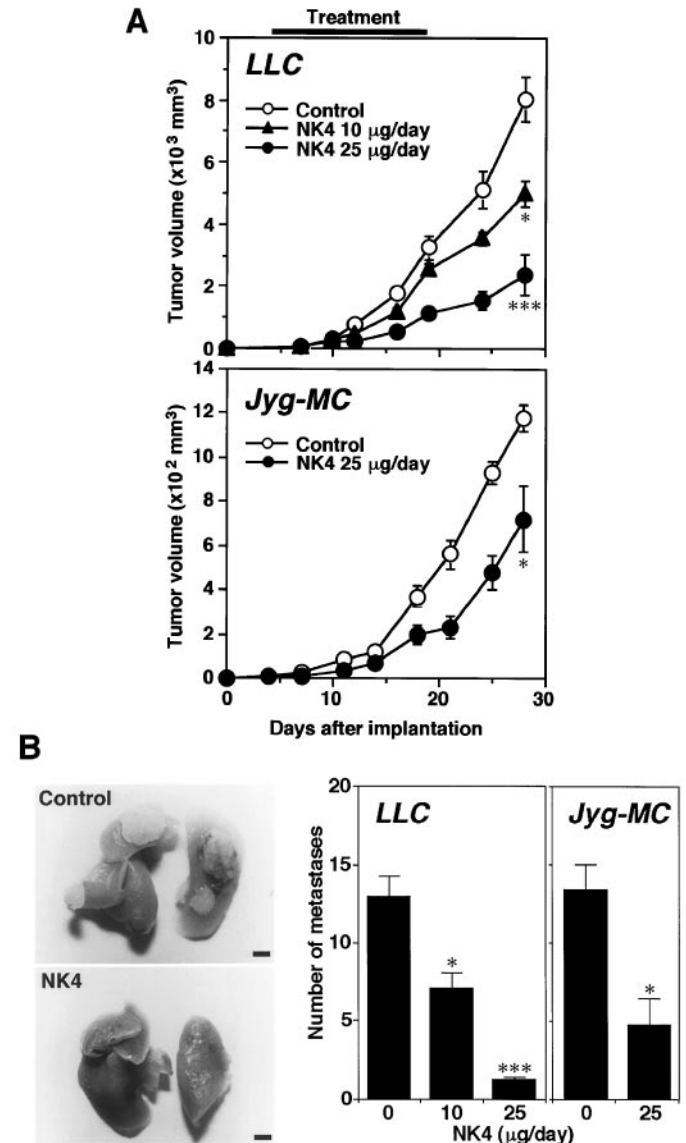 A
Treatment
LLC
Control
NK4 10 μg/day
NK4 25 μg/day
Tumor volume (x10³ mm³)
10
8
6
4
2
0
*
***
Jyg-MC
Control
NK4 25 μg/day
Tumor volume (x10² mm³)
14
12
10
8
6
4
2
0
*
0 10 20 30
Days after implantation
B
Control
NK4
Number of metastases
20
15
10
5
0
LLC
*
***
Jyg-MC
*
0 10 25 0 25
NK4 (μg/day)